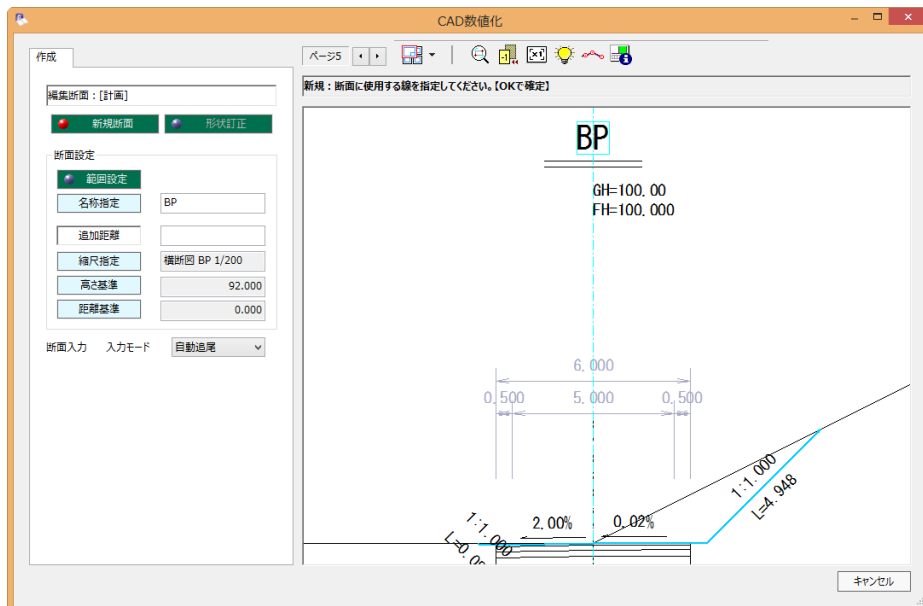 CAD数値化
作成
ページ5
新規：断面に使用する線を指定してください。【OKで確定】
編集断面：[計画]
新規断面
形状訂正
断面設定
範囲設定
名称指定 BP
追加距離
縮尺指定 横断図 BP 1/200
高さ基準 92.000
距離基準 0.000
断面入力 入力モード 自動追尾
BP
GH=100.00
FH=100.000
6.000
0.500 5.000 0.500
1:1.000
L=4.948
2.00% 0.02%
1:1.000
キャンセル